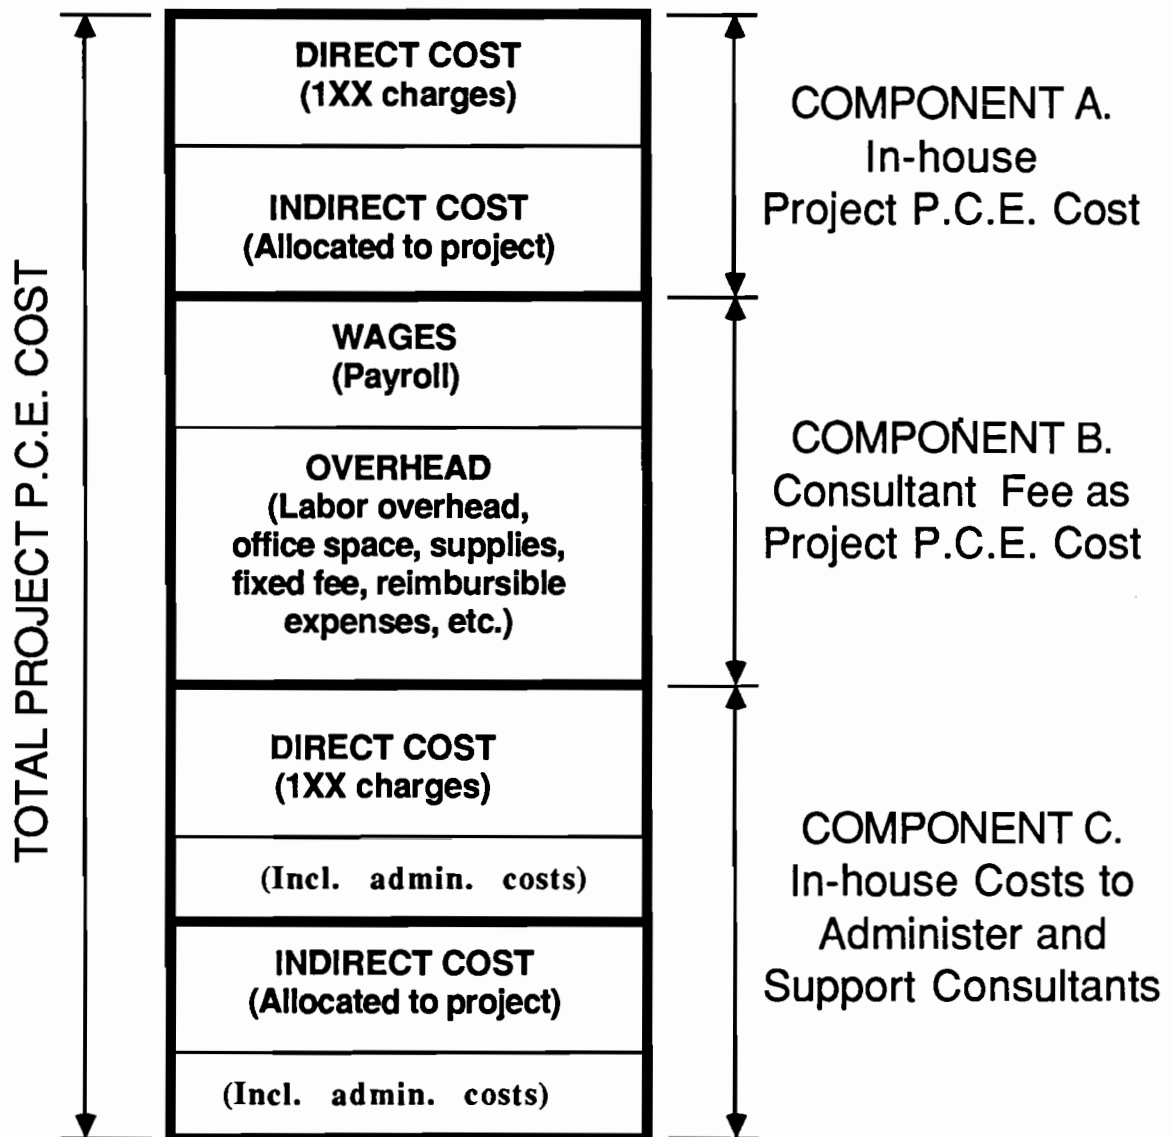 TOTAL PROJECT P.C.E. COST
DIRECT COST
(1XX charges)
INDIRECT COST
(Allocated to project)
WAGES
(Payroll)
OVERHEAD
(Labor overhead,
office space, supplies,
fixed fee, reimbursible
expenses, etc.)
DIRECT COST
(1XX charges)
(Incl. admin. costs)
INDIRECT COST
(Allocated to project)
(Incl. admin. costs)
COMPONENT A.
In-house
Project P.C.E. Cost
COMPONENT B.
Consultant Fee as
Project P.C.E. Cost
COMPONENT C.
In-house Costs to
Administer and
Support Consultants